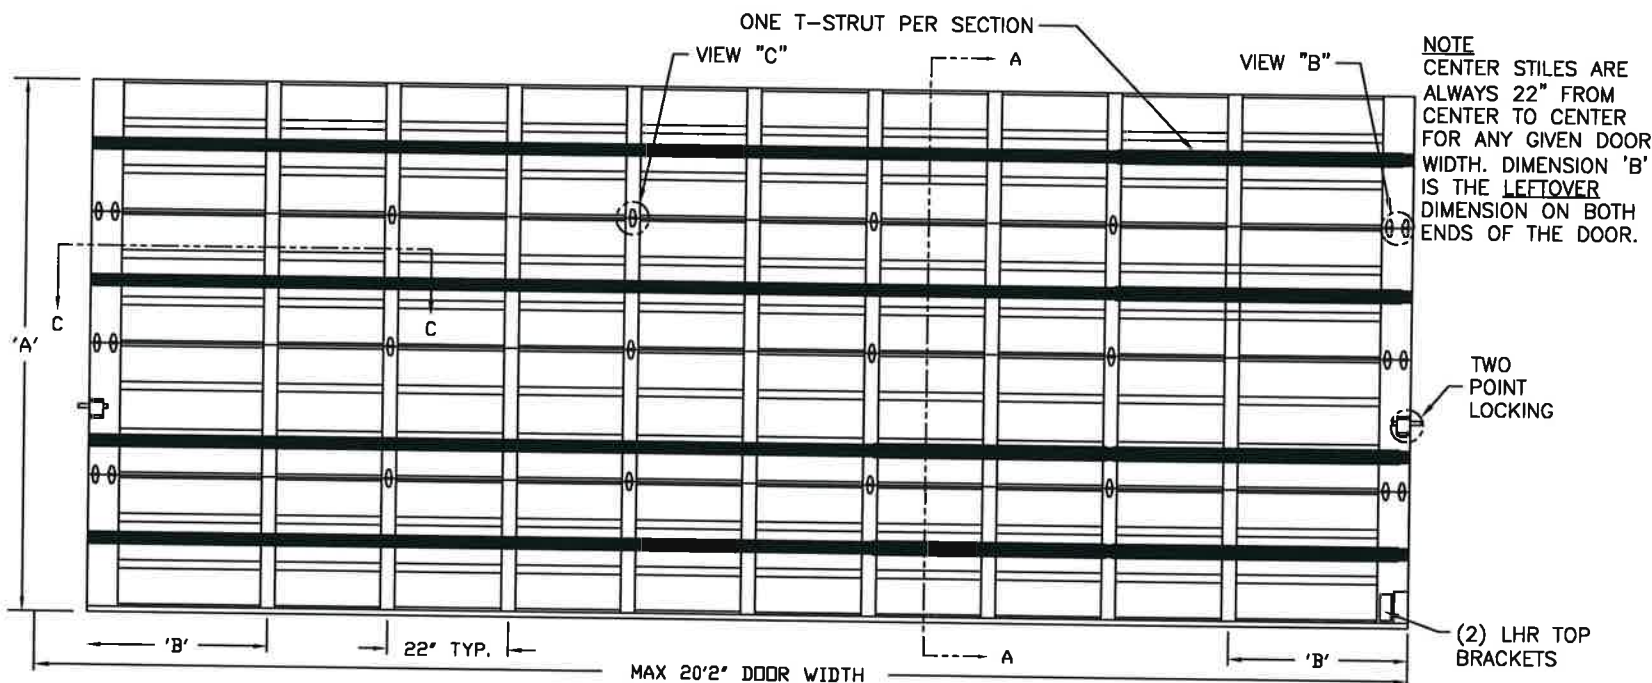 ONE T-STRUT PER SECTION
VIEW "C"
A
VIEW "B"
NOTE
CENTER STILES ARE
ALWAYS 22" FROM
CENTER TO CENTER
FOR ANY GIVEN DOOR
WIDTH. DIMENSION 'B'
IS THE LEFTOVER
DIMENSION ON BOTH
ENDS OF THE DOOR.
C
C
'A'
TWO
POINT
LOCKING
'B'
22" TYP.
A
'B'
(2) LHR TOP
BRACKETS
MAX 20'2" DOOR WIDTH